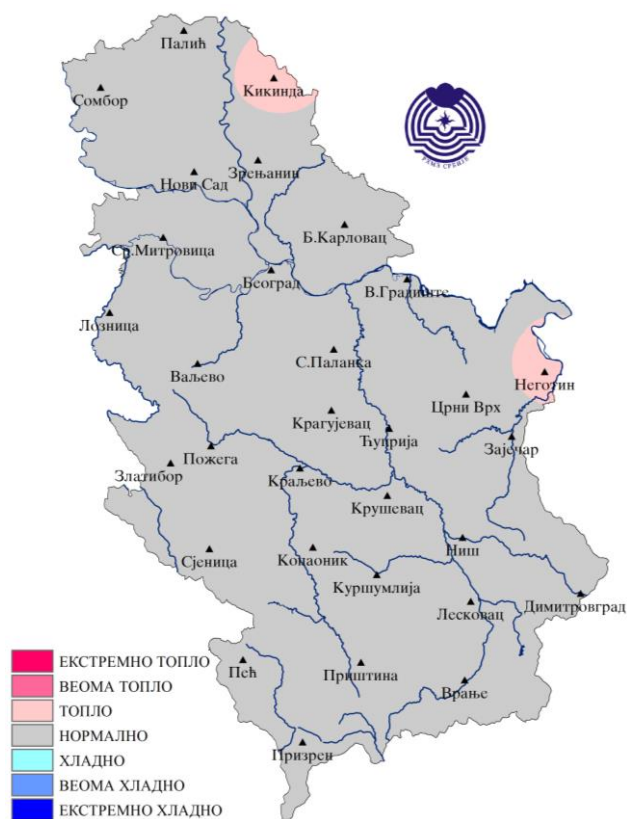 Палић
Кикинда
Сомбор
РХМЗ СРБИЈЕ
Зрењанин
Нови Сад
Б.Карловац
Ср.Митровица
Београд
В.Градиште
Лозница
С.Паланка
Ваљево
Неготин
Црни Врх
Крагујевац
Ћуприја
Зајечар
Пожега
Златибор
Краљево
Крушевац
Ниш
Сјеница
Копаоник
Куршумлија
Димитровград
Лесковац
Пећ
Приштина
Врање
Призрен
ЕКСТРЕМНО ТОПЛО
ВЕОМА ТОПЛО
ТОПЛО
НОРМАЛНО
ХЛАДНО
ВЕОМА ХЛАДНО
ЕКСТРЕМНО ХЛАДНО